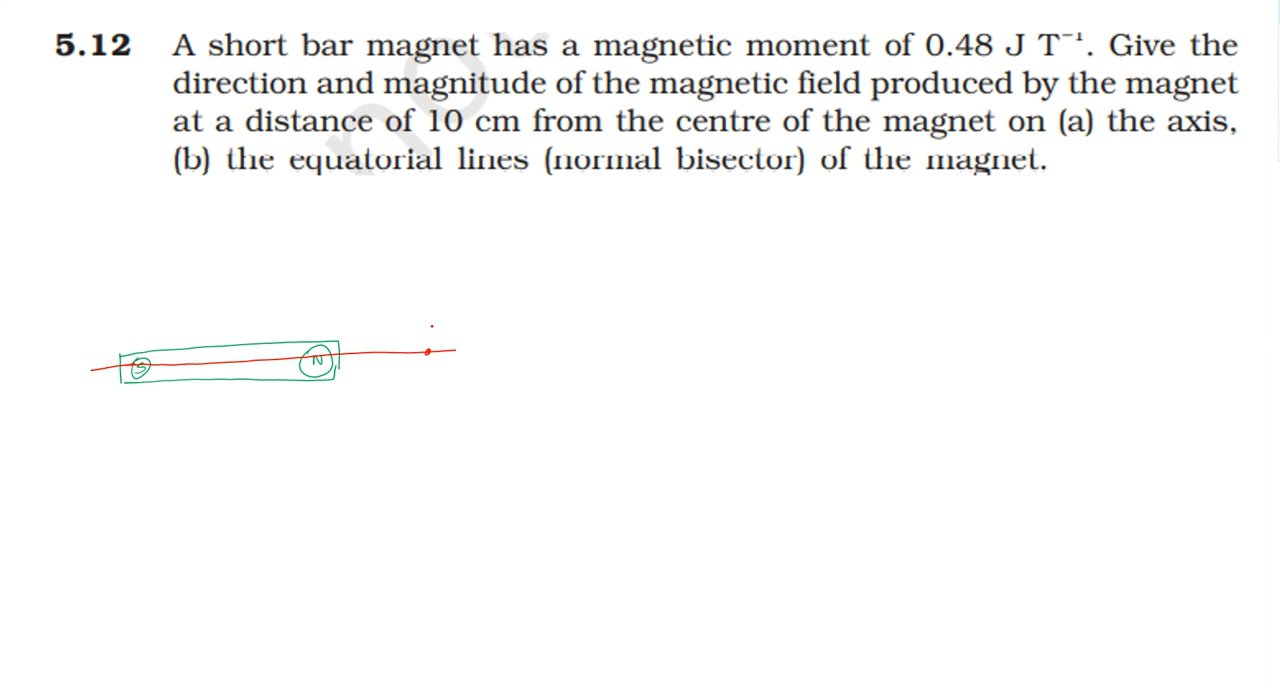 5.12 A short bar magnet has a magnetic moment of 0.48 J T⁻¹. Give the
direction and magnitude of the magnetic field produced by the magnet
at a distance of 10 cm from the centre of the magnet on (a) the axis,
(b) the equatorial lines (normal bisector) of the magnet.
S N